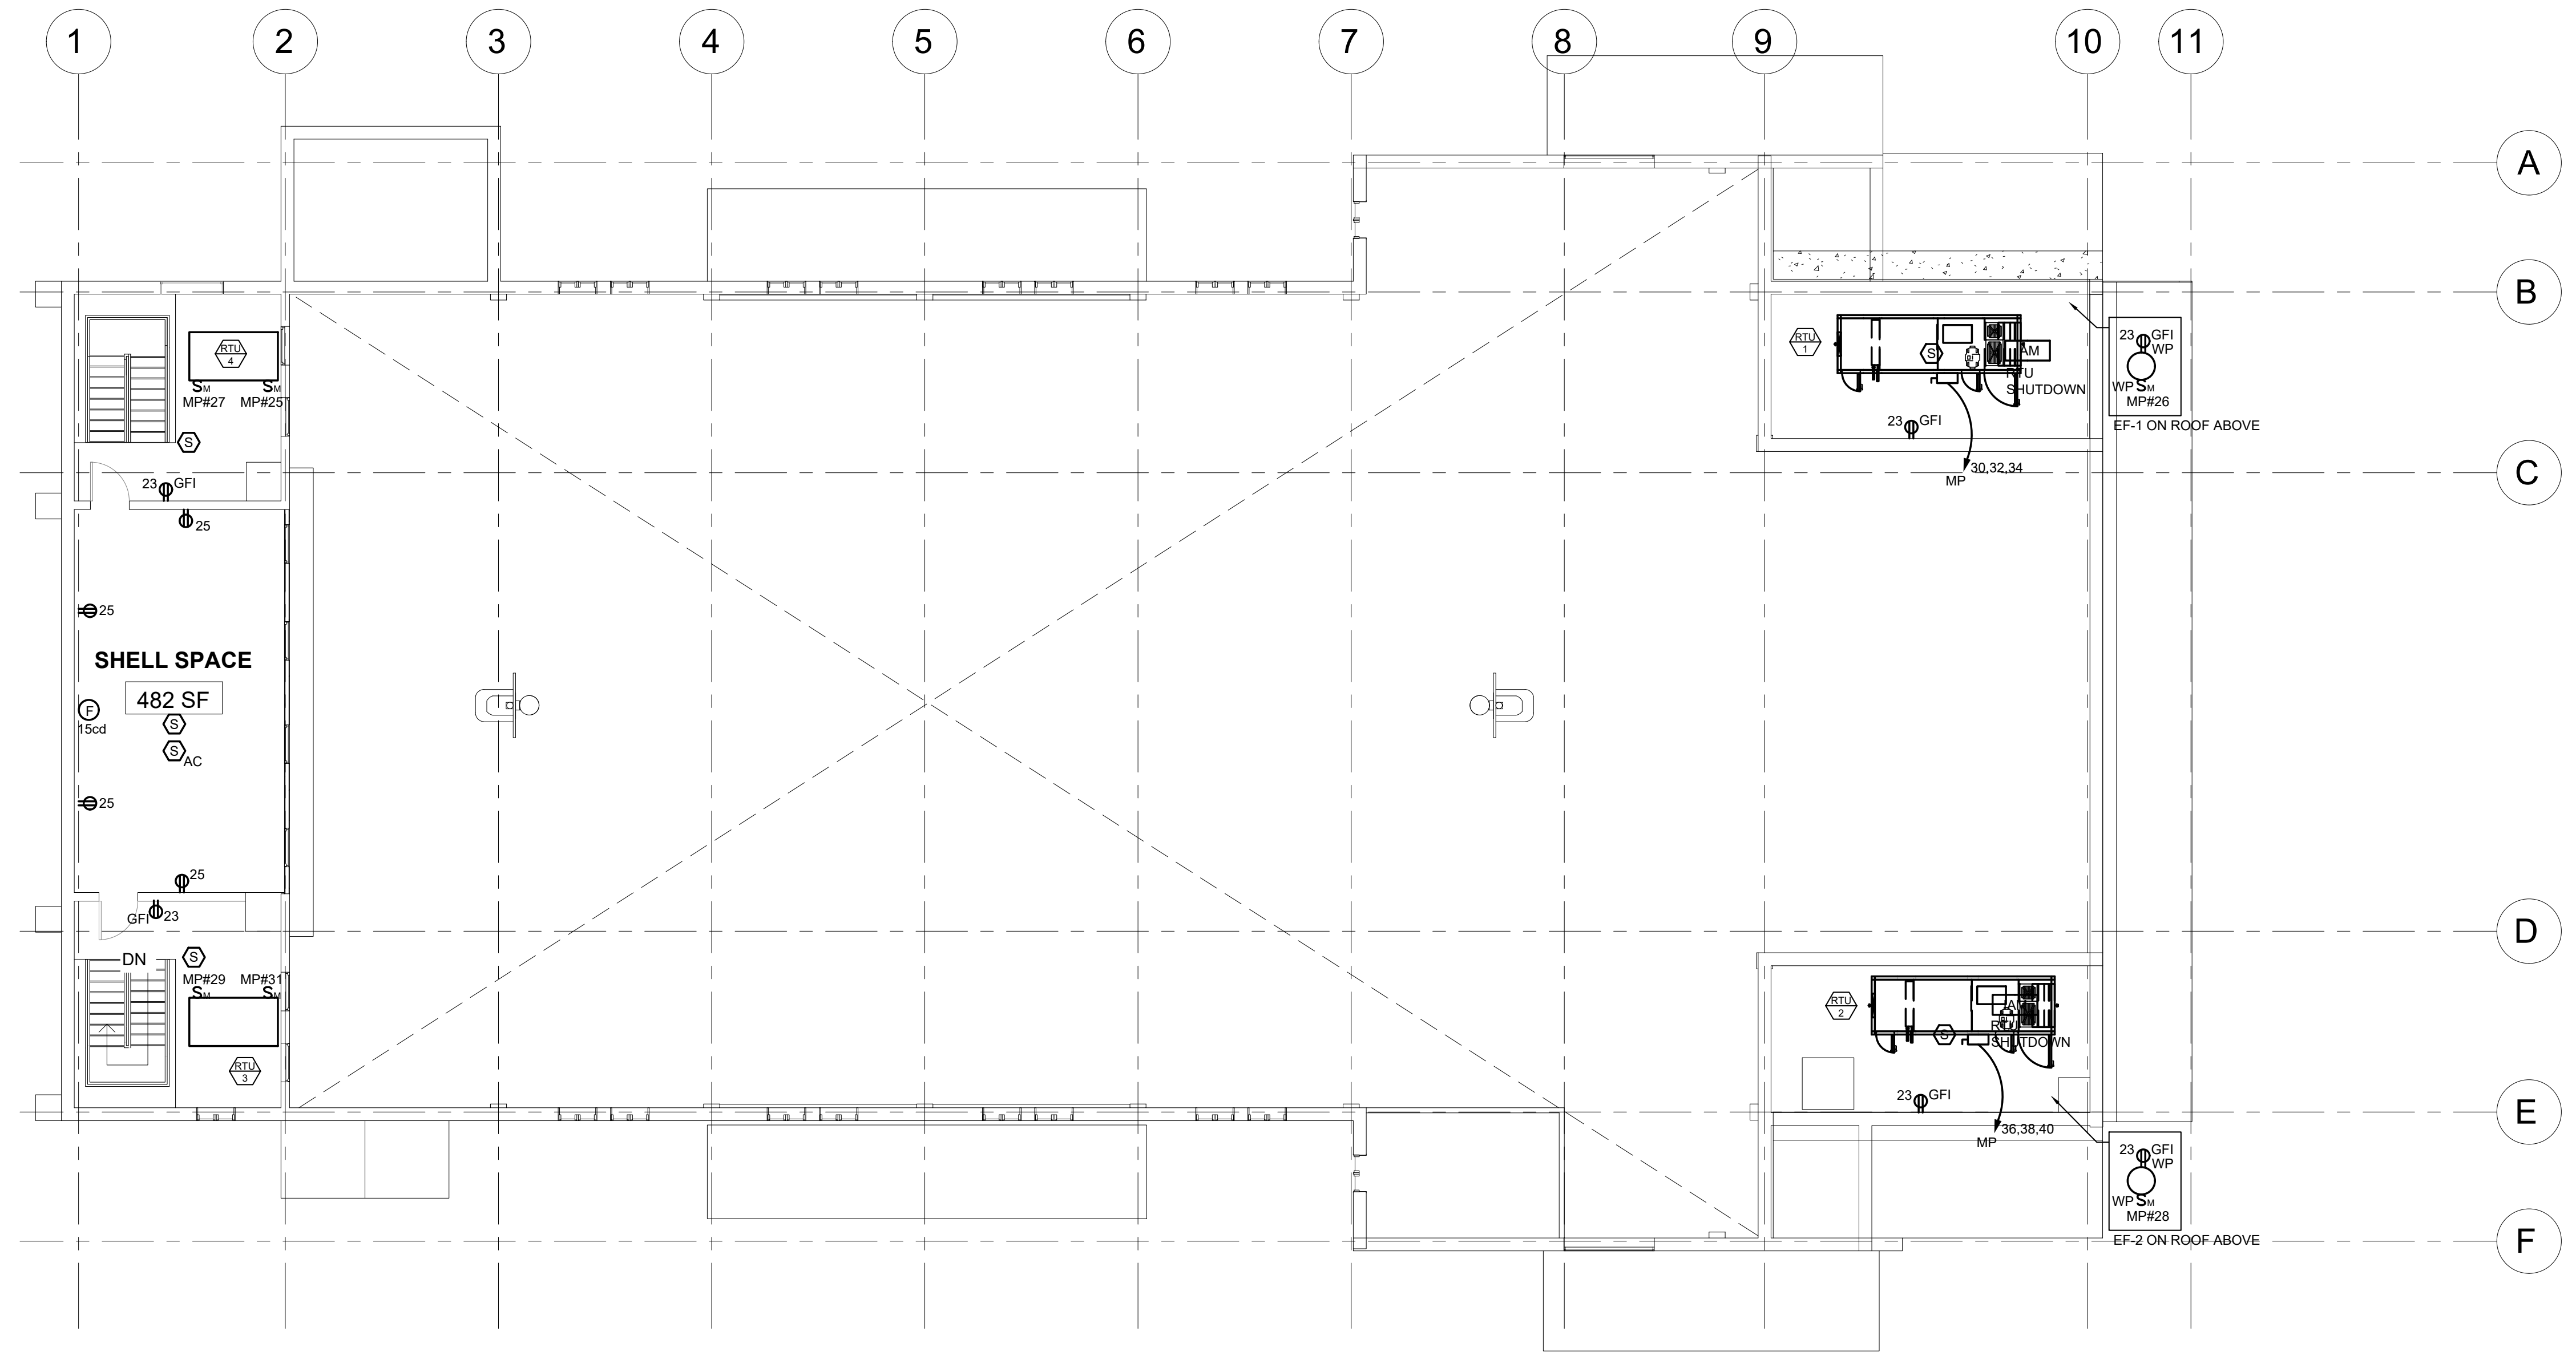 1 2 3 4 5 6 7 8 9 10 11
A
B
C
D
E
F
RTU
4
SM SM
MP#27 MP#25
S
23 GFI
25
25
SHELL SPACE
482 SF
F
15cd
S
S
AC
25
25
GFI 23
DN
S
MP#29 MP#31
SM SM
RTU
3
RTU
1
S
AM
RTU
SHUTDOWN
23 GFI
30,32,34
MP
23 GFI
WP
WP SM
MP#26
EF-1 ON ROOF ABOVE
RTU
2
AM
S
RTU
SHUTDOWN
23 GFI
36,38,40
MP
23 GFI
WP
WP SM
MP#28
EF-2 ON ROOF ABOVE